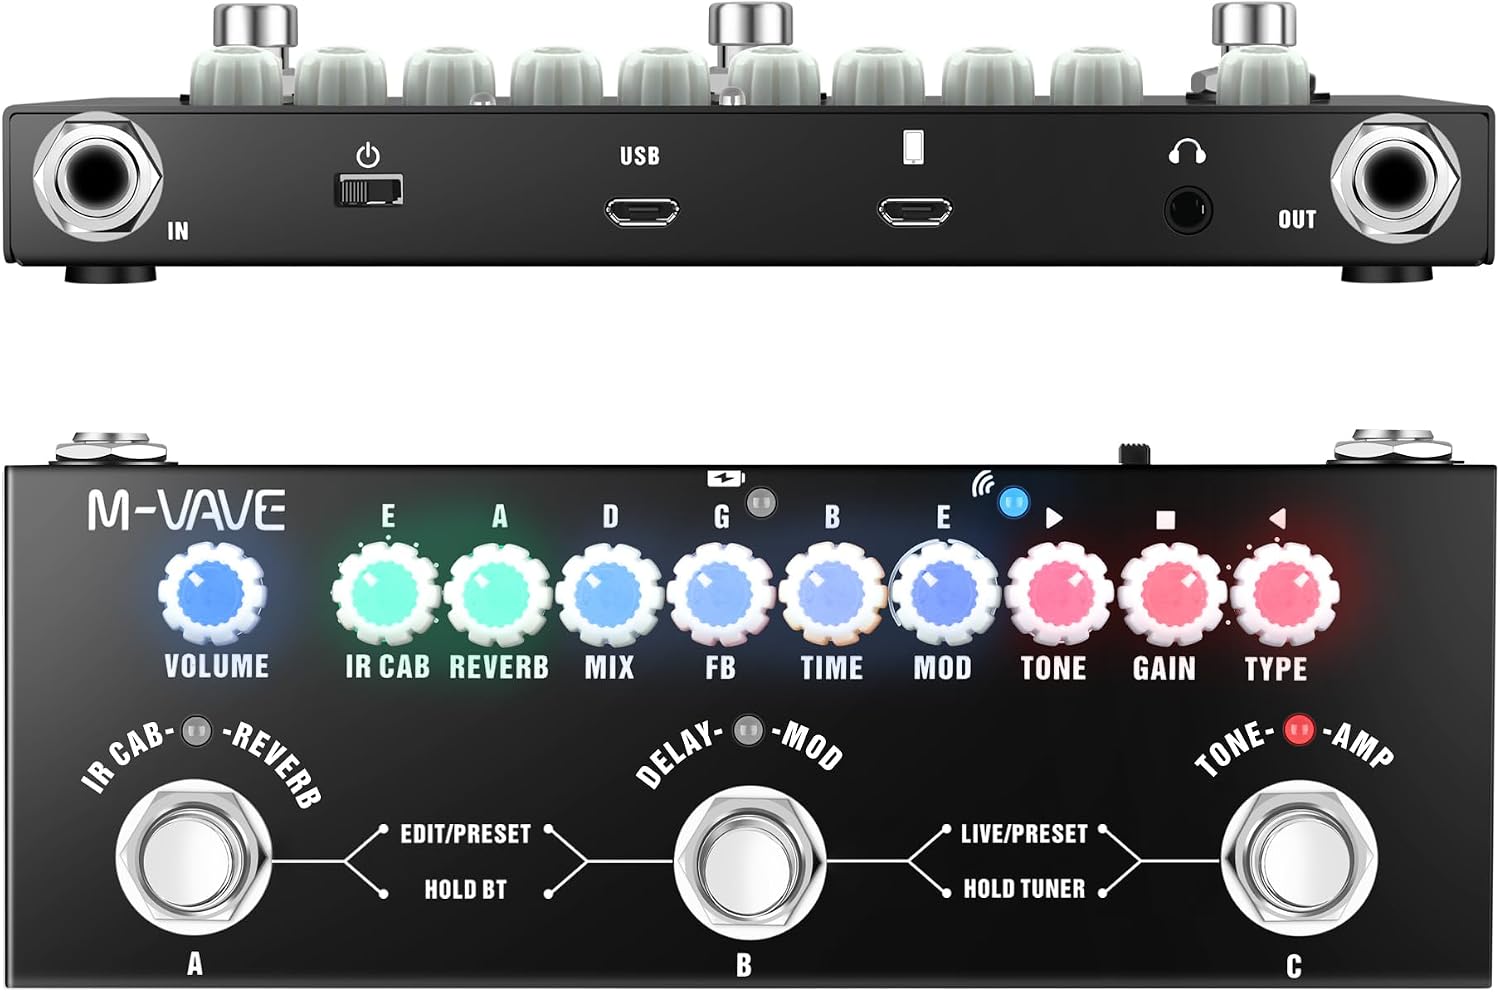 USB
IN
OUT
M-VAVE
E A D G B E
VOLUME IR CAB REVERB MIX FB TIME MOD TONE GAIN TYPE
IR CAB- -REVERB
DELAY- -MOD
TONE- -AMP
EDIT/PRESET
HOLD BT
LIVE/PRESET
HOLD TUNER
A B C